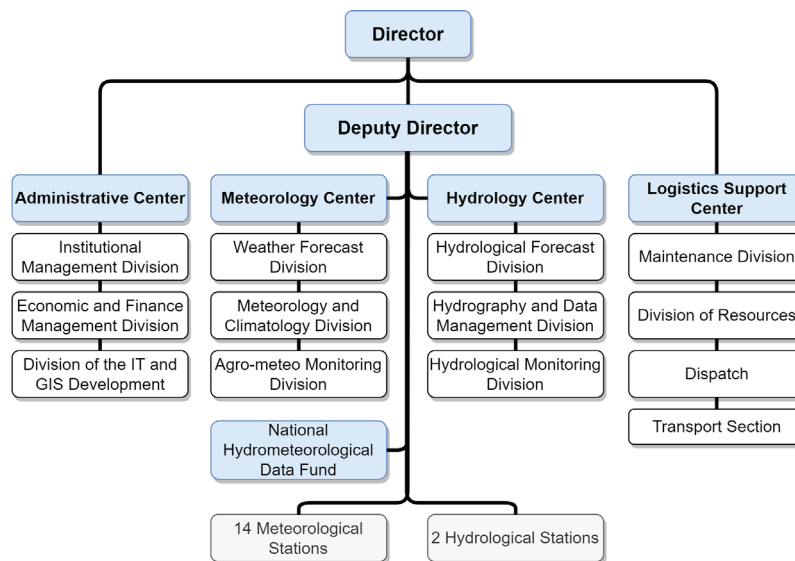 Director
Deputy Director
Administrative Center
Institutional
Management Division
Economic and Finance
Management Division
Division of the IT and
GIS Development
Meteorology Center
Weather Forecast
Division
Meteorology and
Climatology Division
Agro-meteo Monitoring
Division
National
Hydrometeorological
Data Fund
Hydrology Center
Hydrological Forecast
Division
Hydrography and Data
Management Division
Hydrological Monitoring
Division
Logistics Support
Center
Maintenance Division
Division of Resources
Dispatch
Transport Section
14 Meteorological
Stations
2 Hydrological Stations